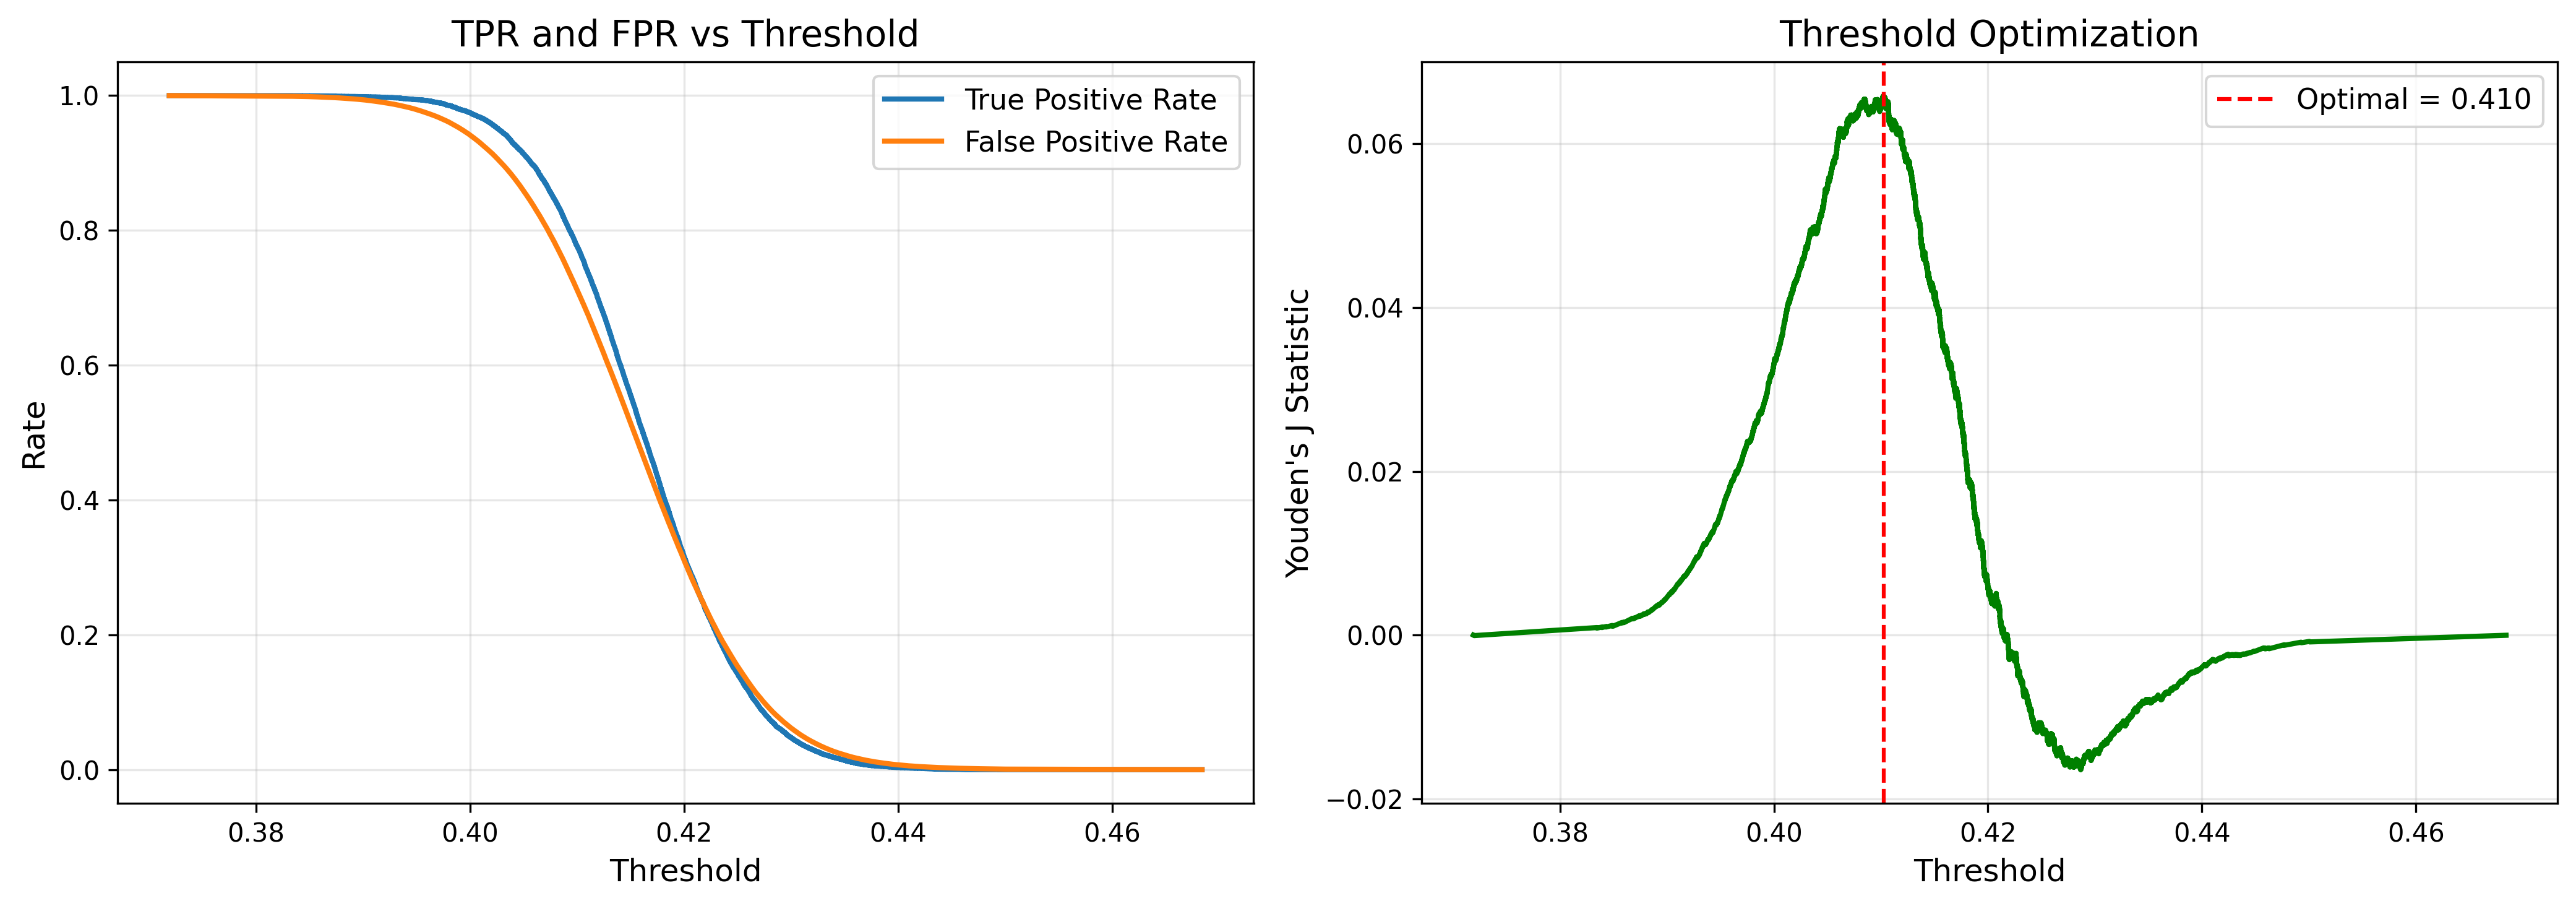 TPR and FPR vs Threshold
True Positive Rate
False Positive Rate
1.0
0.8
0.6
0.4
0.2
0.0
Rate
0.38 0.40 0.42 0.44 0.46
Threshold
Threshold Optimization
Optimal = 0.410
0.06
0.04
0.02
0.00
−0.02
Youden's J Statistic
0.38 0.40 0.42 0.44 0.46
Threshold